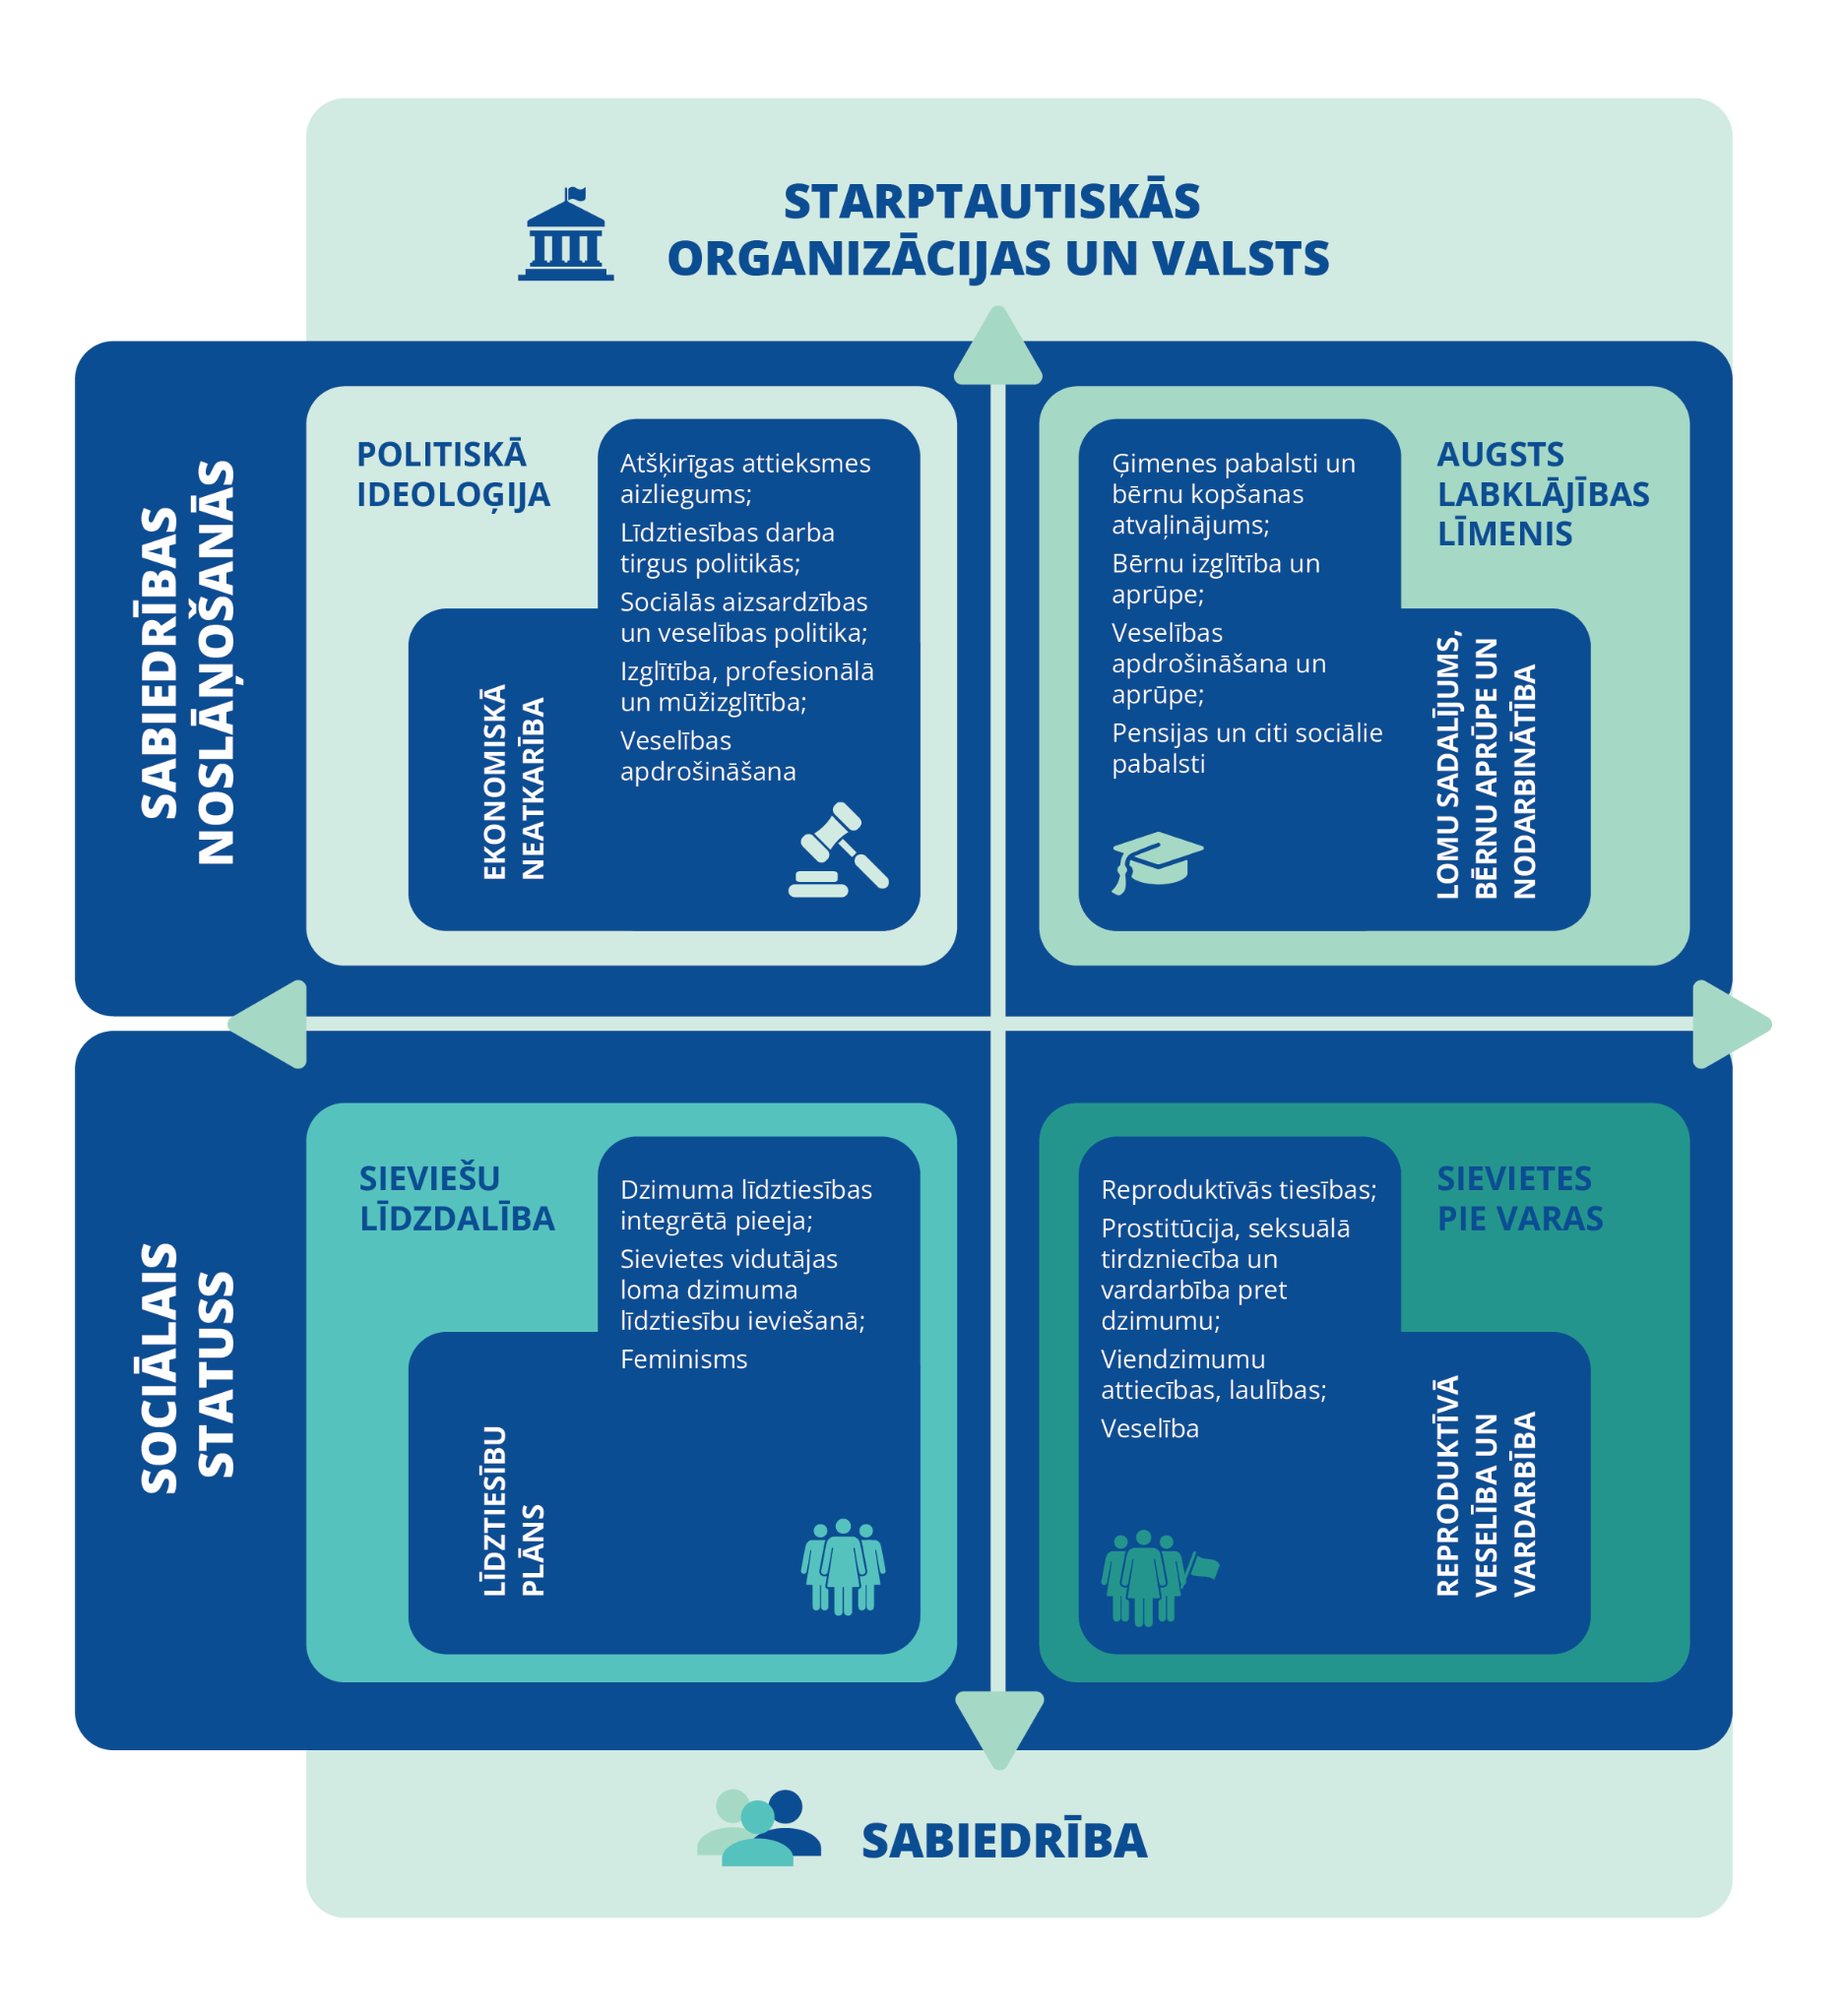 STARPTAUTISKĀS
ORGANIZĀCIJAS UN VALSTS
SABIEDRĪBAS
NOSLĀŅOŠANĀS
POLITISKĀ
IDEOLOĢIJA
EKONOMISKĀ
NEATKARĪBA
Atšķirīgas attieksmes
aizliegums;
Līdztiesības darba
tirgus politikās;
Sociālās aizsardzības
un veselības politika;
Izglītība, profesionālā
un mūžizglītība;
Veselības
apdrošināšana
Ģimenes pabalsti un
bērnu kopšanas
atvaļinājums;
Bērnu izglītība un
aprūpe;
Veselības
apdrošināšana un
aprūpe;
Pensijas un citi sociālie
pabalsti
AUGSTS
LABKLĀJĪBAS
LĪMENIS
LOMU SADALĪJUMS,
BĒRNU APRŪPE UN
NODARBINĀTĪBA
SOCIĀLAIS
STATUSS
SIEVIEŠU
LĪDZDALĪBA
LĪDZTIESĪBU
PLĀNS
Dzimuma līdztiesības
integrētā pieeja;
Sievietes vidutājas
loma dzimuma
līdztiesību ieviešanā;
Feminisms
Reproduktīvās tiesības;
Prostitūcija, seksuālā
tirdzniecība un
vardarbība pret
dzimumu;
Viendzimumu
attiecības, laulības;
Veselība
SIEVIETES
PIE VARAS
REPRODUKTĪVĀ
VESELĪBA UN
VARDARBĪBA
SABIEDRĪBA